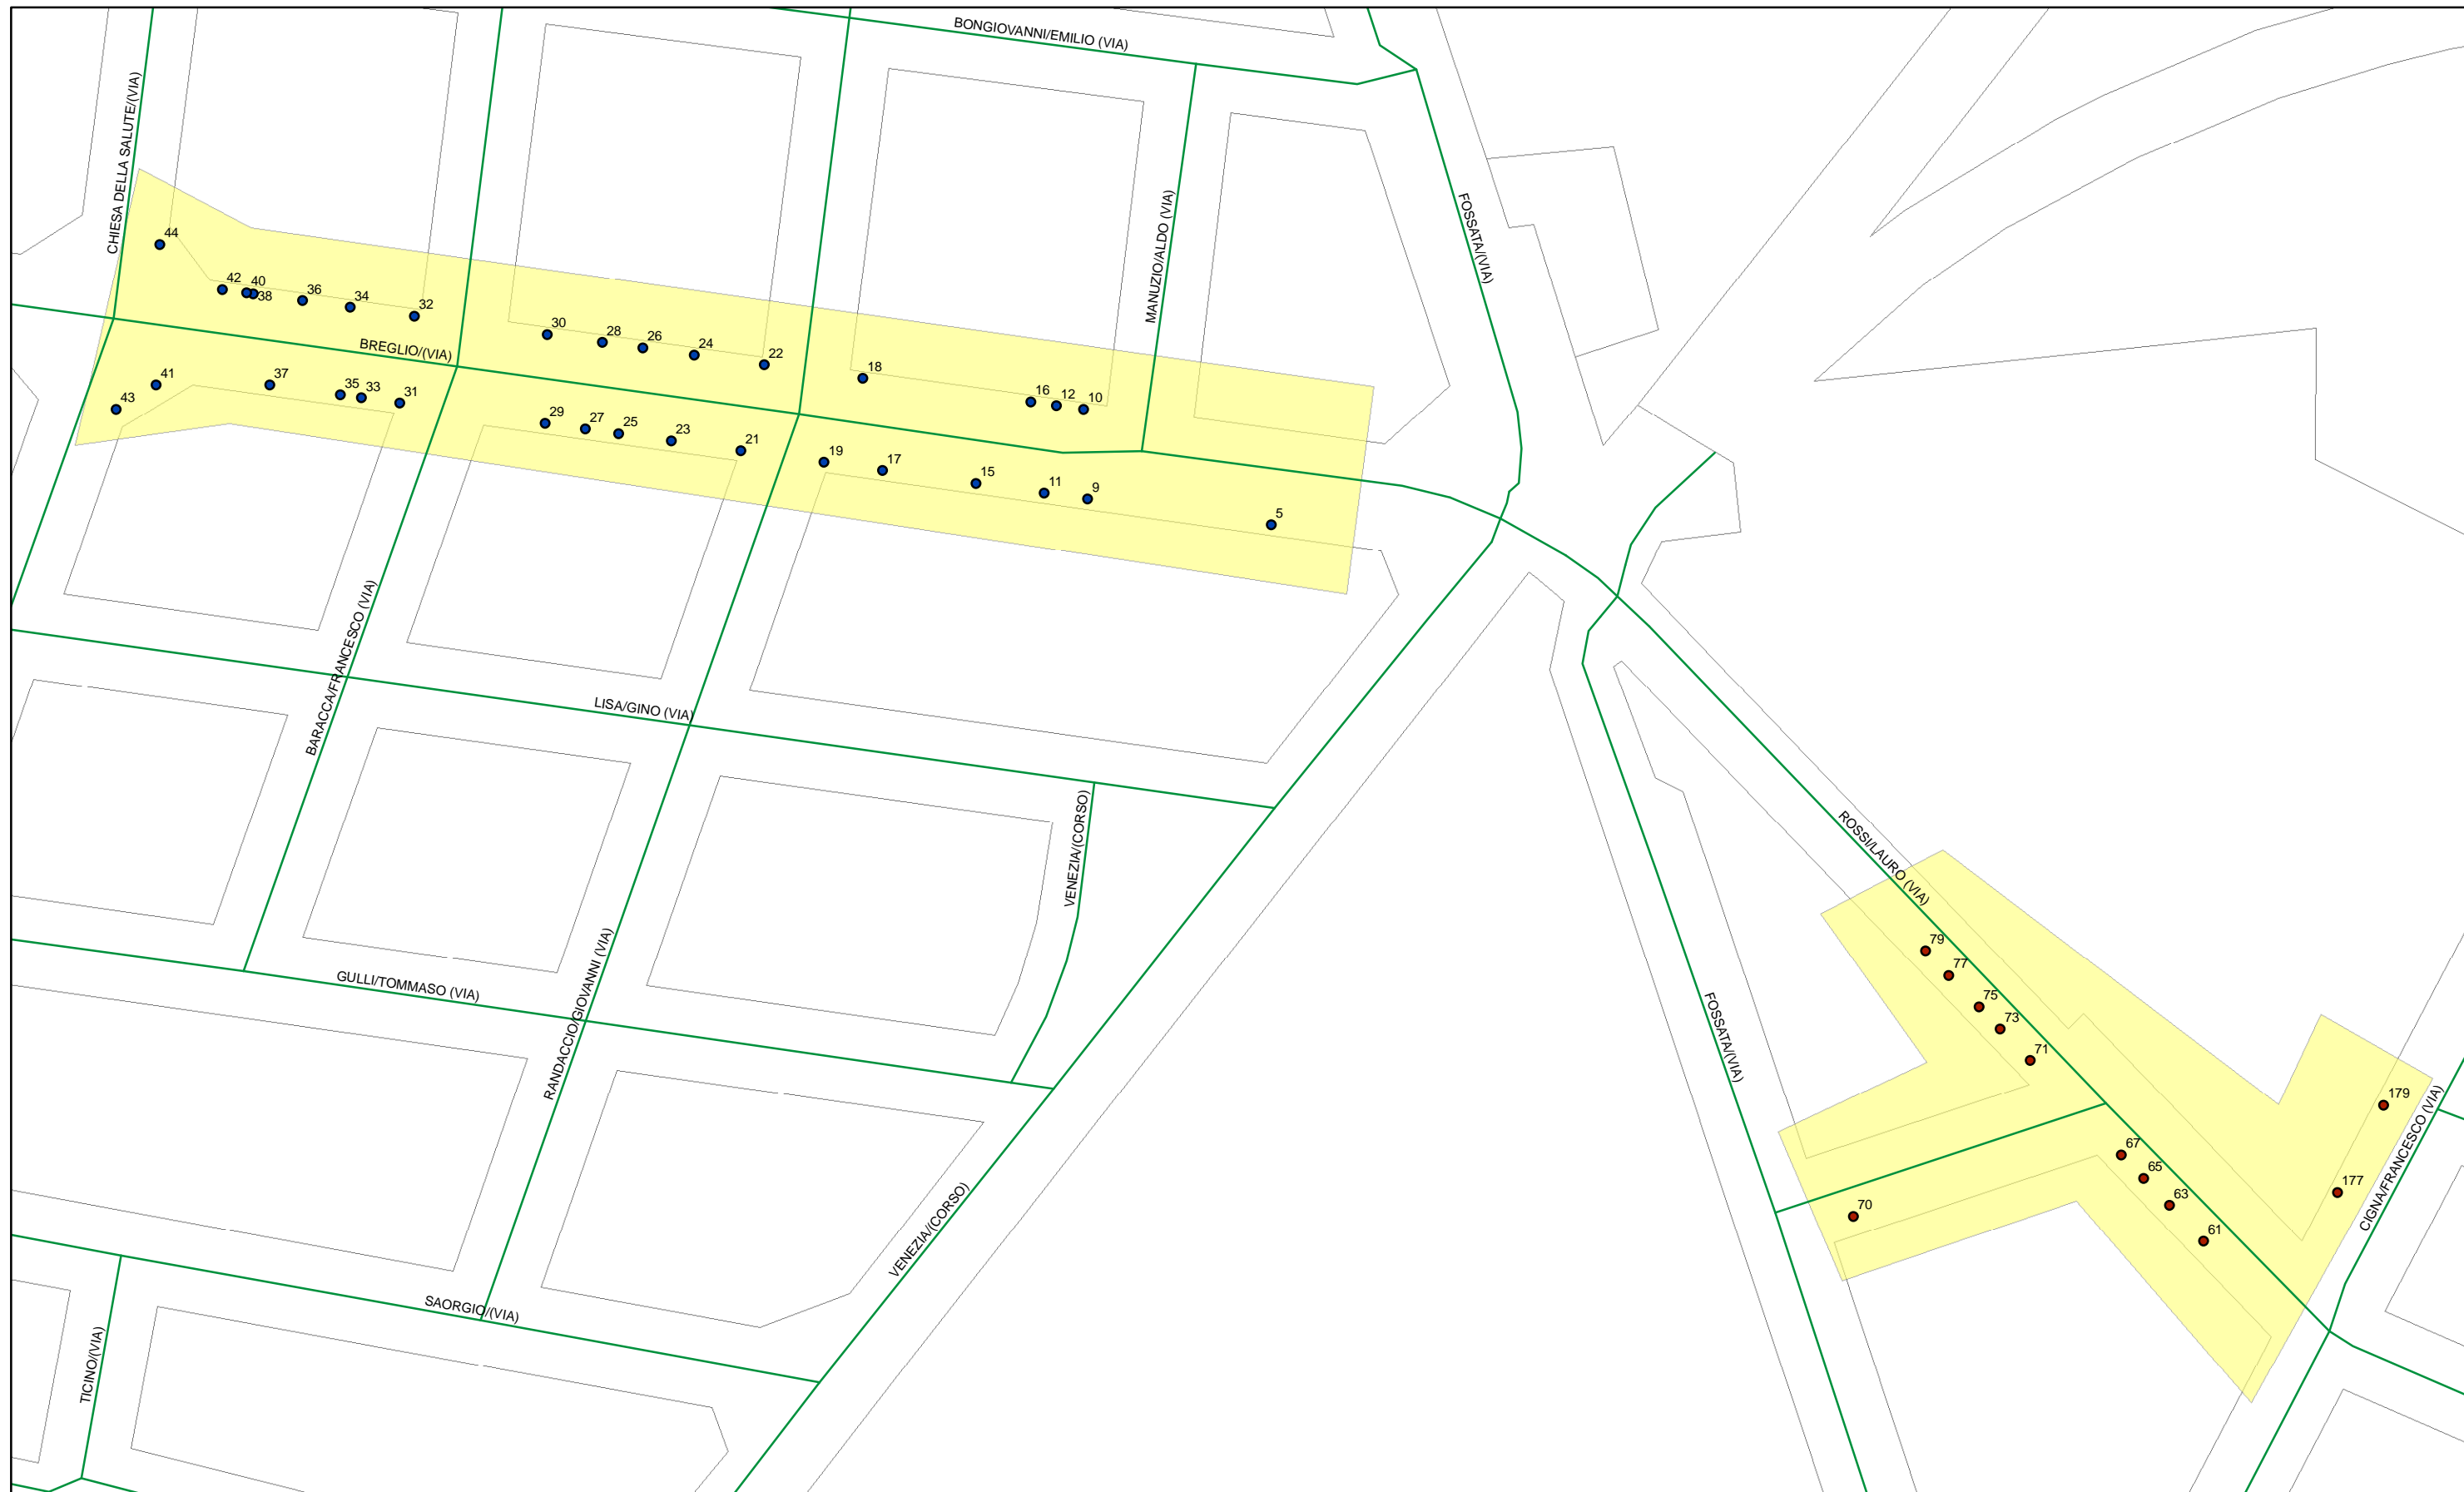 BONGIOVANNI/EMILIO (VIA)
CHIESA DELLA SALUTE/(VIA)
MANUZIO/ALDO (VIA)
FOSSATA/(VIA)
44
42
40
38
36
34
32
30
28
26
24
22
18
16
12
10
BREGLIO/(VIA)
43
41
37
35
33
31
29
27
25
23
21
19
17
15
11
9
5
BARACCA/FRANCESCO (VIA)
LISA/GINO (VIA)
VENEZIA/(CORSO)
ROSSI/LAURO (VIA)
GULLI/TOMMASO (VIA)
RANDACCIO/GIOVANNI (VIA)
FOSSATA/(VIA)
79
77
75
73
71
179
67
65
63
61
177
70
CIGNA/FRANCESCO (VIA)
VENEZIA/(CORSO)
SAORGIO/(VIA)
TICINO/(VIA)